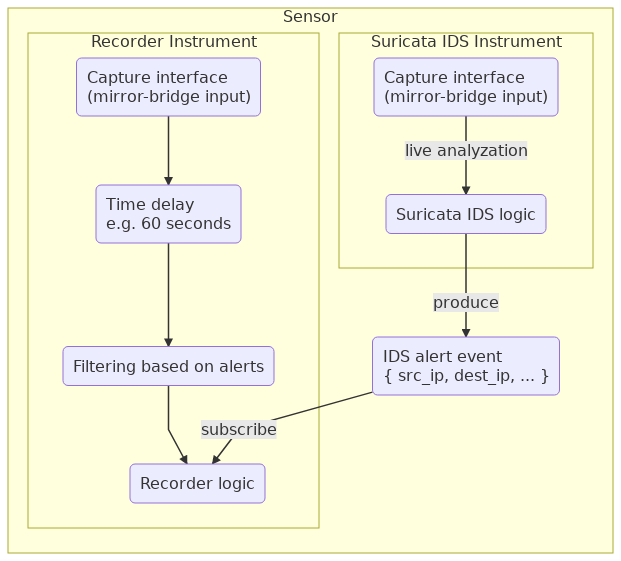 Sensor
Recorder Instrument
Capture interface
(mirror-bridge input)
Time delay
e.g. 60 seconds
Filtering based on alerts
Recorder logic
Suricata IDS Instrument
Capture interface
(mirror-bridge input)
live analyzation
Suricata IDS logic
produce
IDS alert event
{ src_ip, dest_ip, ... }
subscribe